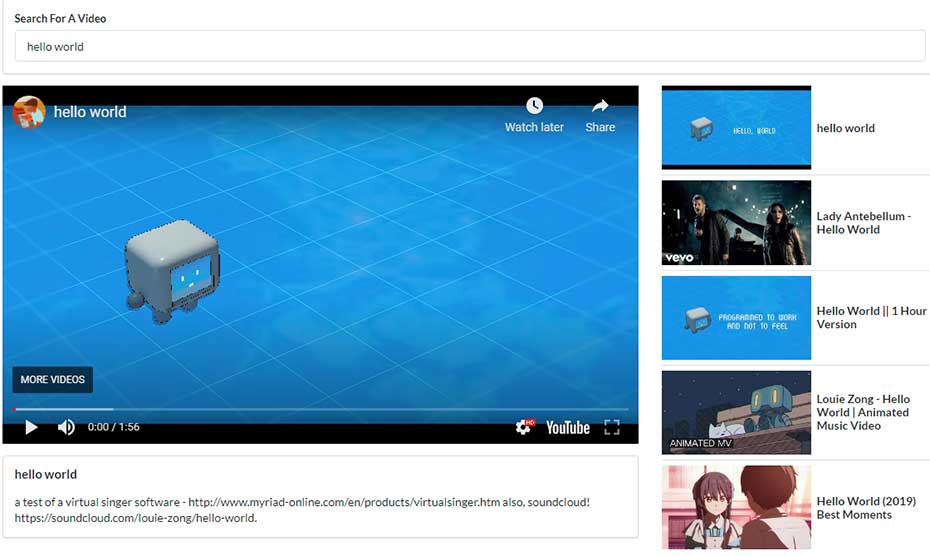 Search For A Video
hello world
hello world
Watch later
Share
MORE VIDEOS
0:00 / 1:56
HD
YouTube
hello world
a test of a virtual singer software - http://www.myriad-online.com/en/products/virtualsinger.htm also, soundcloud!
https://soundcloud.com/louie-zong/hello-world.
HELLO, WORLD
hello world
vevo
Lady Antebellum -
Hello World
PROGRAMMED TO WORK
AND NOT TO FEEL
Hello World || 1 Hour
Version
ANIMATED MV
Louie Zong - Hello
World | Animated
Music Video
Hello World (2019)
Best Moments